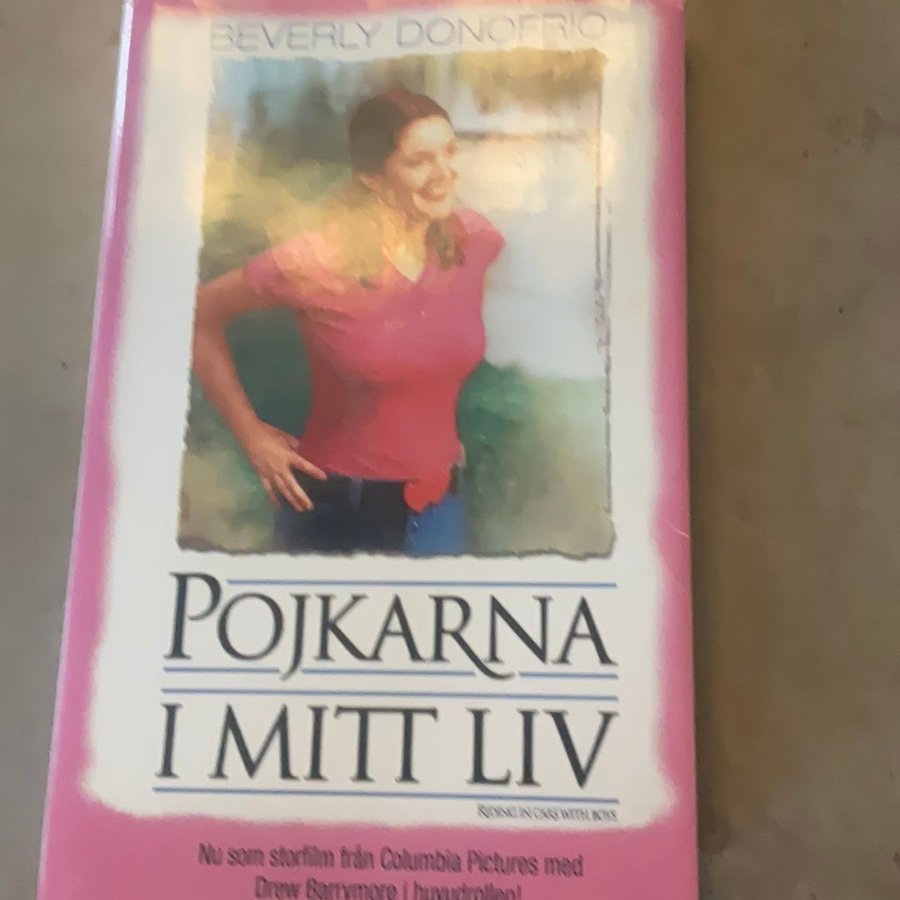 BEVERLY DONOFRIO
POJKARNA
I MITT LIV
RIDING IN CARS WITH BOYS
Nu som storfilm från Columbia Pictures med
Drew Barrymore i huvudrollen!